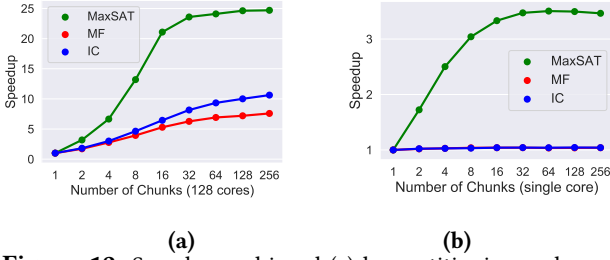 25
20
15
10
5
0
Speedup
MaxSAT
MF
IC
1 2 4 8 16 32 64 128 256
Number of Chunks (128 cores)
(a)
3
2
1
Speedup
MaxSAT
MF
IC
1 2 4 8 16 32 64 128 256
Number of Chunks (single core)
(b)